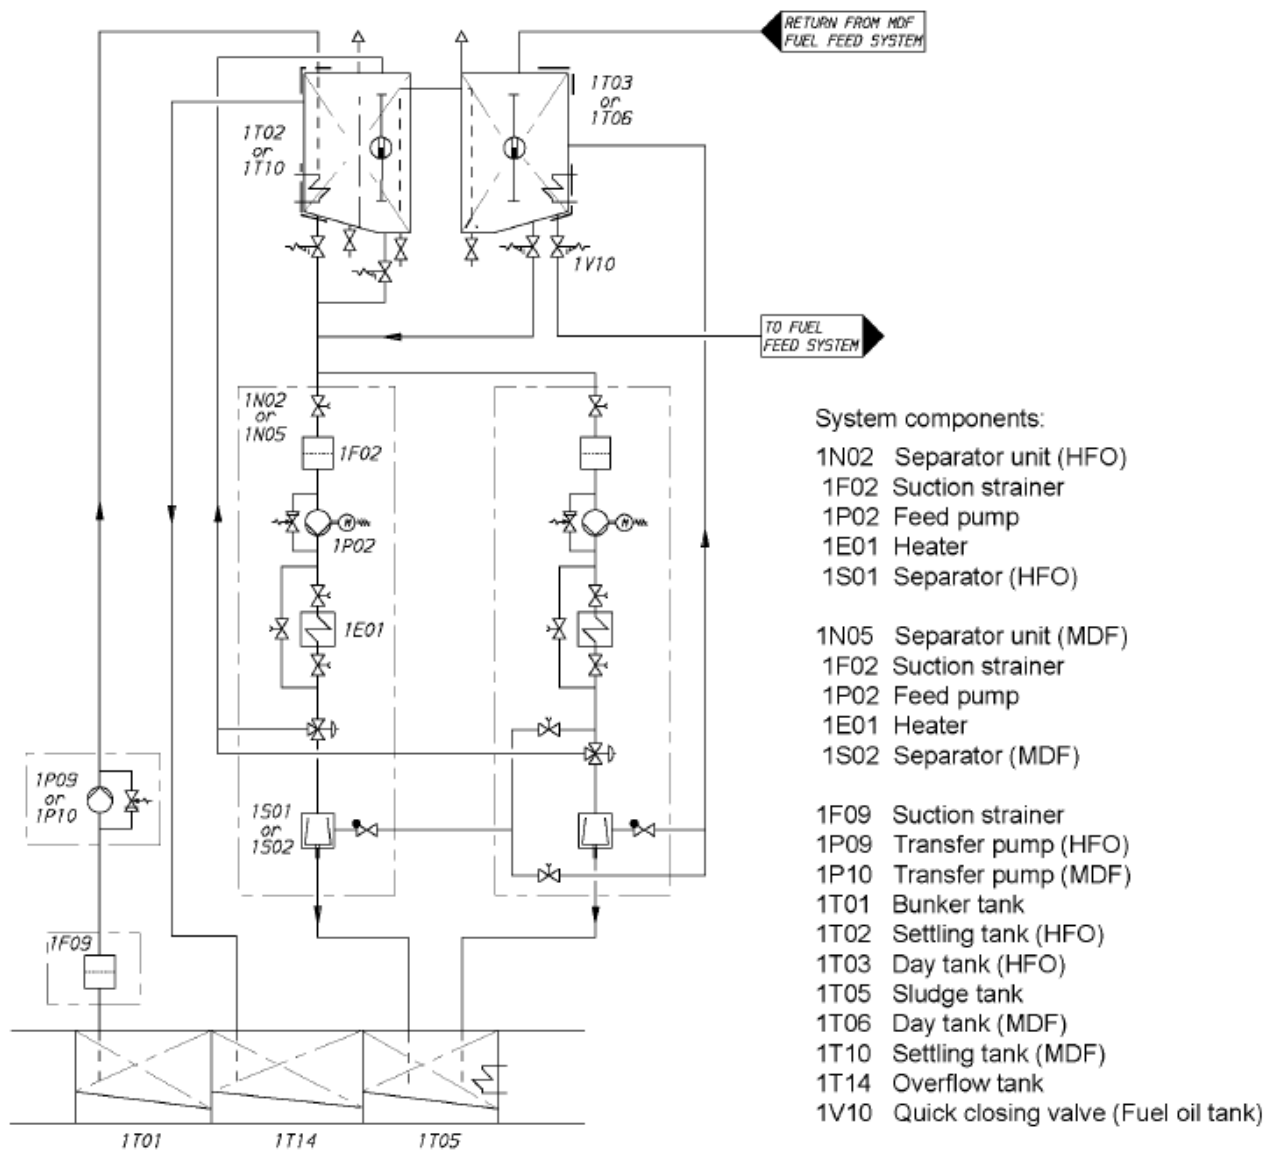 RETURN FROM MDF
FUEL FEED SYSTEM
1T03
or
1T06
1T02
or
1T10
1V10
TO FUEL
FEED SYSTEM
1N02
or
1N05
1F02
M
M
1P02
1E01
1P09
or
1P10
1S01
or
1S02
1F09
1T01
1T14
1T05
System components:
1N02 Separator unit (HFO)
1F02 Suction strainer
1P02 Feed pump
1E01 Heater
1S01 Separator (HFO)
1N05 Separator unit (MDF)
1F02 Suction strainer
1P02 Feed pump
1E01 Heater
1S02 Separator (MDF)
1F09 Suction strainer
1P09 Transfer pump (HFO)
1P10 Transfer pump (MDF)
1T01 Bunker tank
1T02 Settling tank (HFO)
1T03 Day tank (HFO)
1T05 Sludge tank
1T06 Day tank (MDF)
1T10 Settling tank (MDF)
1T14 Overflow tank
1V10 Quick closing valve (Fuel oil tank)